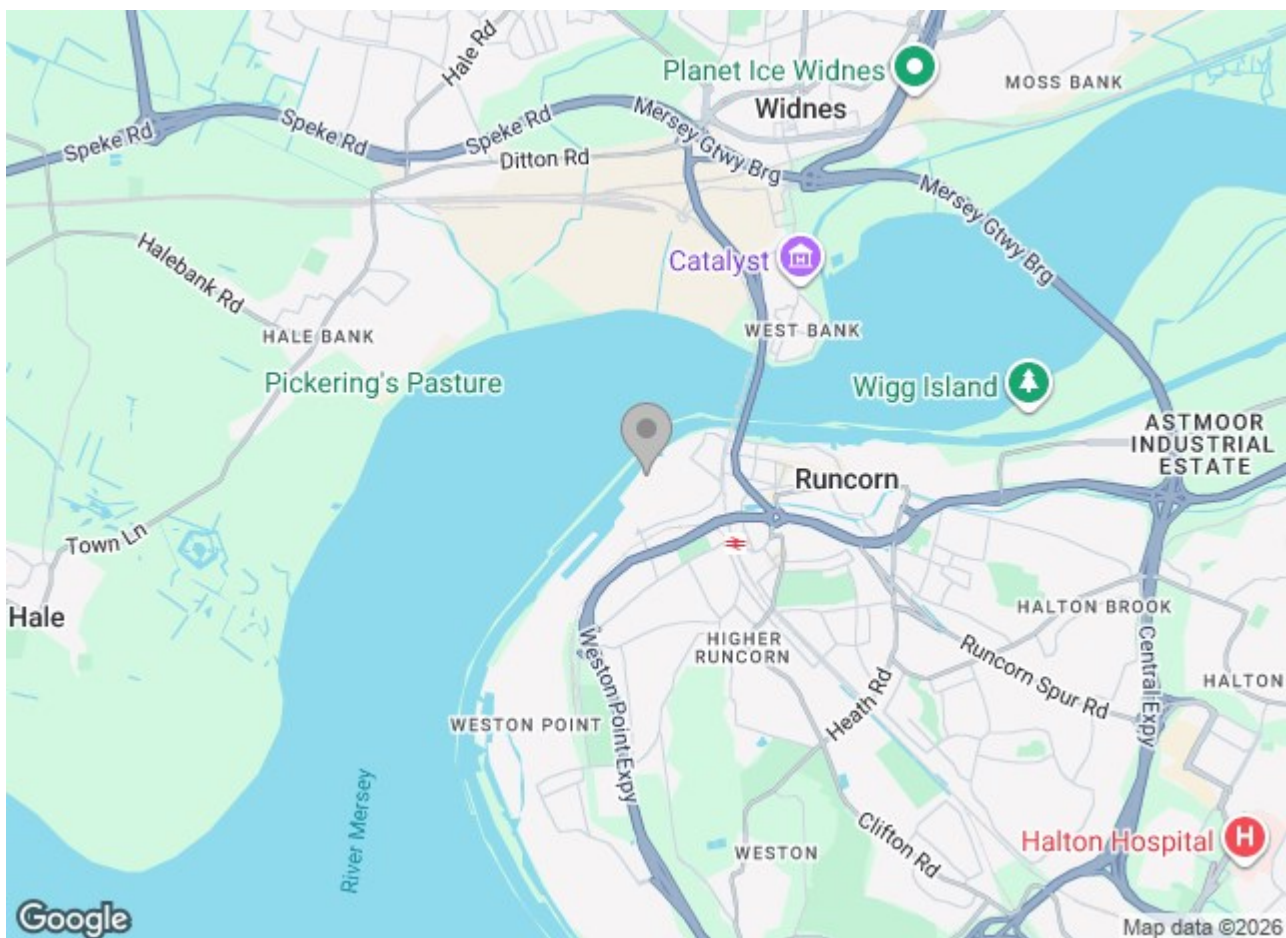 Hale Rd
Planet Ice Widnes
MOSS BANK
Widnes
Speke Rd
Speke Rd
Speke Rd
Mersey Gtwy Brg
Ditton Rd
Mersey Gtwy Brg
Halebank Rd
Catalyst
HALE BANK
WEST BANK
Pickering's Pasture
Wigg Island
ASTMOOR
INDUSTRIAL
ESTATE
Runcorn
Town Ln
Hale
HALTON BROOK
HIGHER
RUNCORN
Runcorn Spur Rd
Central Expy
HALTON
Weston Point Expy
Heath Rd
WESTON POINT
River Mersey
Clifton Rd
Halton Hospital
H
WESTON
Google
Map data ©2026